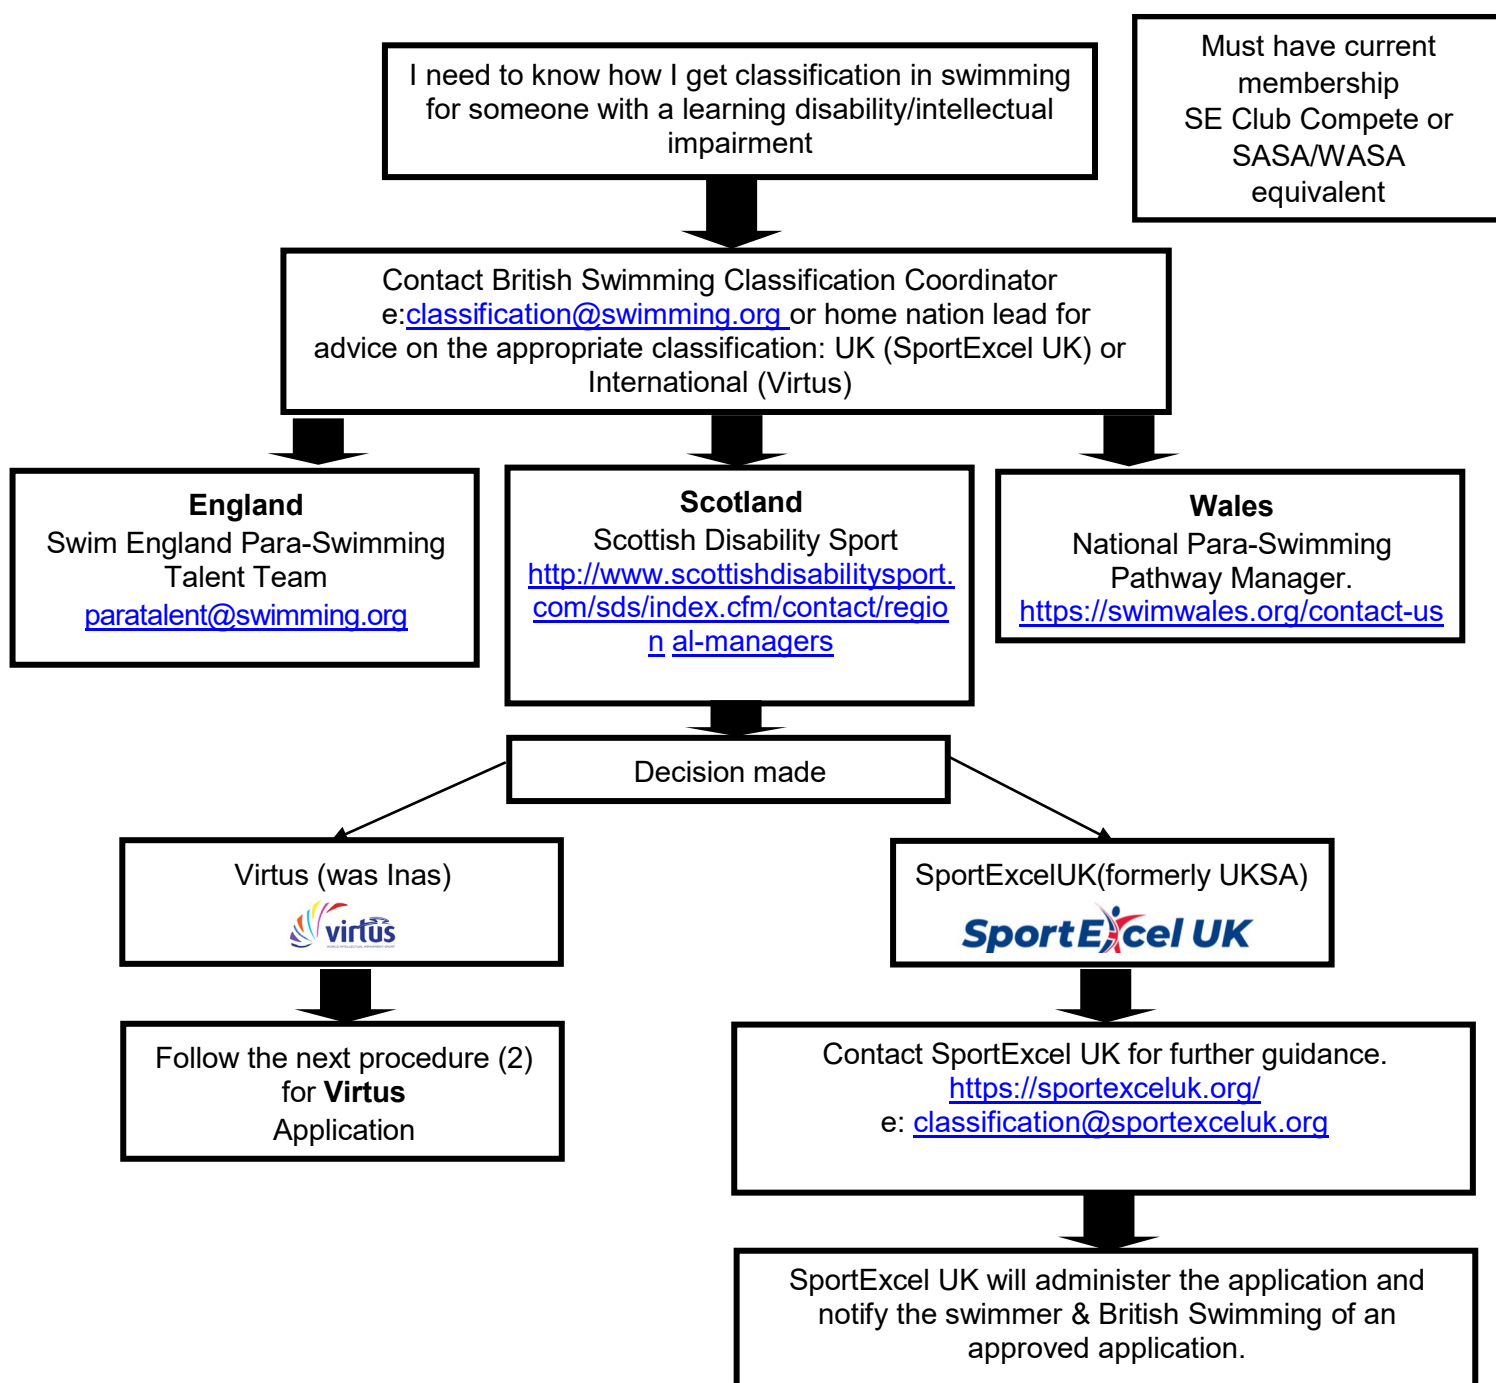 I need to know how I get classification in swimming
for someone with a learning disability/intellectual
impairment
Must have current
membership
SE Club Compete or
SASA/WASA
equivalent
Contact British Swimming Classification Coordinator
e:classification@swimming.org or home nation lead for
advice on the appropriate classification: UK (SportExcel UK) or
International (Virtus)
England
Swim England Para-Swimming
Talent Team
paratalent@swimming.org
Scotland
Scottish Disability Sport
http://www.scottishdisabilitysport.
com/sds/index.cfm/contact/regio
n al-managers
Wales
National Para-Swimming
Pathway Manager.
https://swimwales.org/contact-us
Decision made
Virtus (was Inas)
virtus
SportExcelUK(formerly UKSA)
SportExcel UK
Follow the next procedure (2)
for Virtus
Application
Contact SportExcel UK for further guidance.
https://sportexceluk.org/
e: classification@sportexceluk.org
SportExcel UK will administer the application and
notify the swimmer & British Swimming of an
approved application.